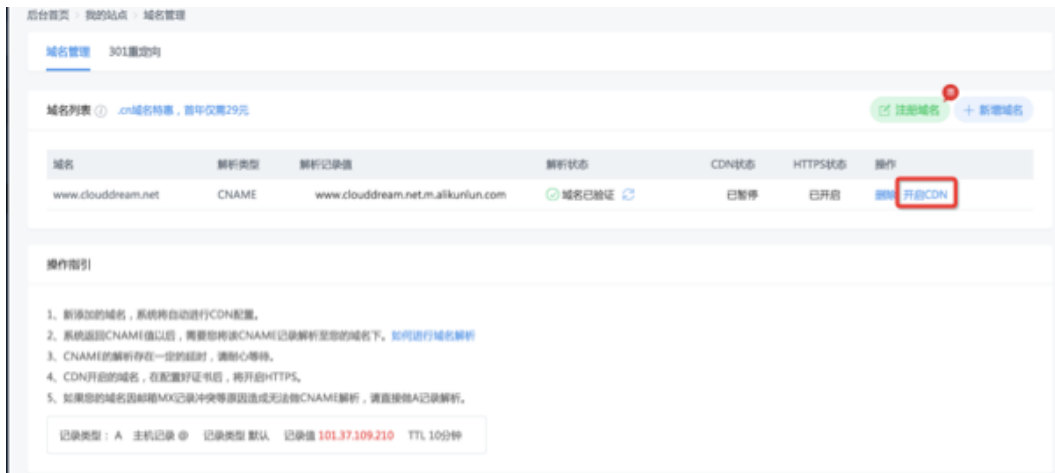 后台首页 > 我的站点 > 域名管理
域名管理 301重定向
域名列表 .cn域名特惠，首年仅需29元 注册域名 + 新增域名
域名 解析类型 解析记录值 解析状态 CDN状态 HTTPS状态 操作
www.clouddream.net CNAME www.clouddream.net.m.alikunlun.com 域名已验证 已暂停 已开启 删除 开启CDN
操作指引
1、新添加的域名，系统将自动进行CDN配置。
2、系统返回CNAME值以后，需要您将该CNAME记录解析至您的域名下。如何进行域名解析
3、CNAME的解析存在一定的延时，请耐心等待。
4、CDN开启的域名，在配置好证书后，将开启HTTPS。
5、如果您的域名因邮箱MX记录冲突等原因造成无法做CNAME解析，请直接做A记录解析。
记录类型： A 主机记录 @ 记录类型 默认 记录值 101.37.109.210 TTL 10分钟